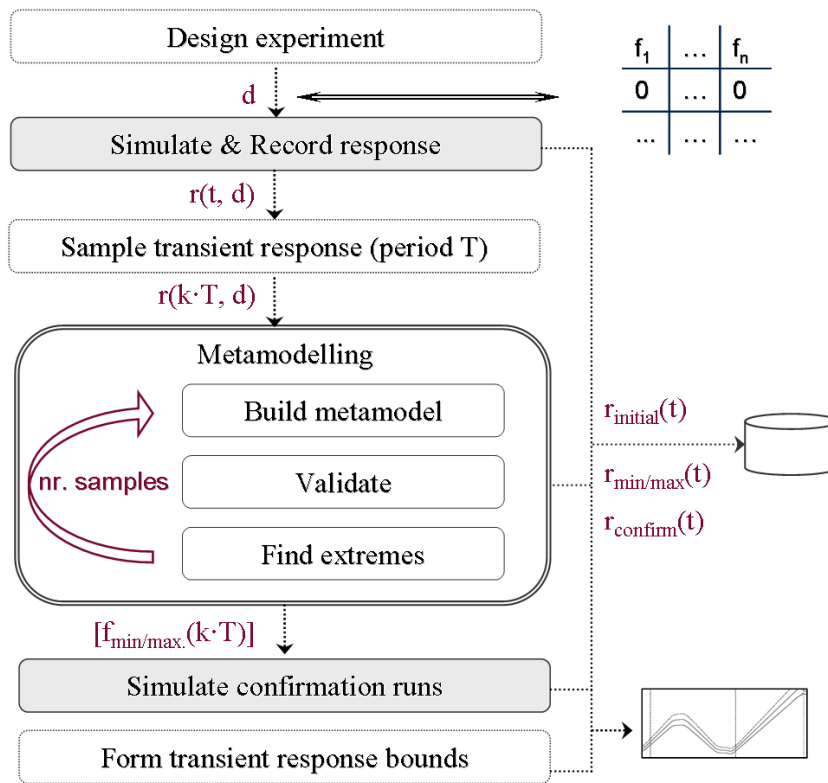 Design experiment
f1 ... fn
0 ... 0
... ... ...
d
Simulate & Record response
r(t, d)
Sample transient response (period T)
r(k·T, d)
Metamodelling
Build metamodel
nr. samples
Validate
Find extremes
rinitial(t)
rmin/max(t)
rconfirm(t)
[fmin/max.(k·T)]
Simulate confirmation runs
Form transient response bounds